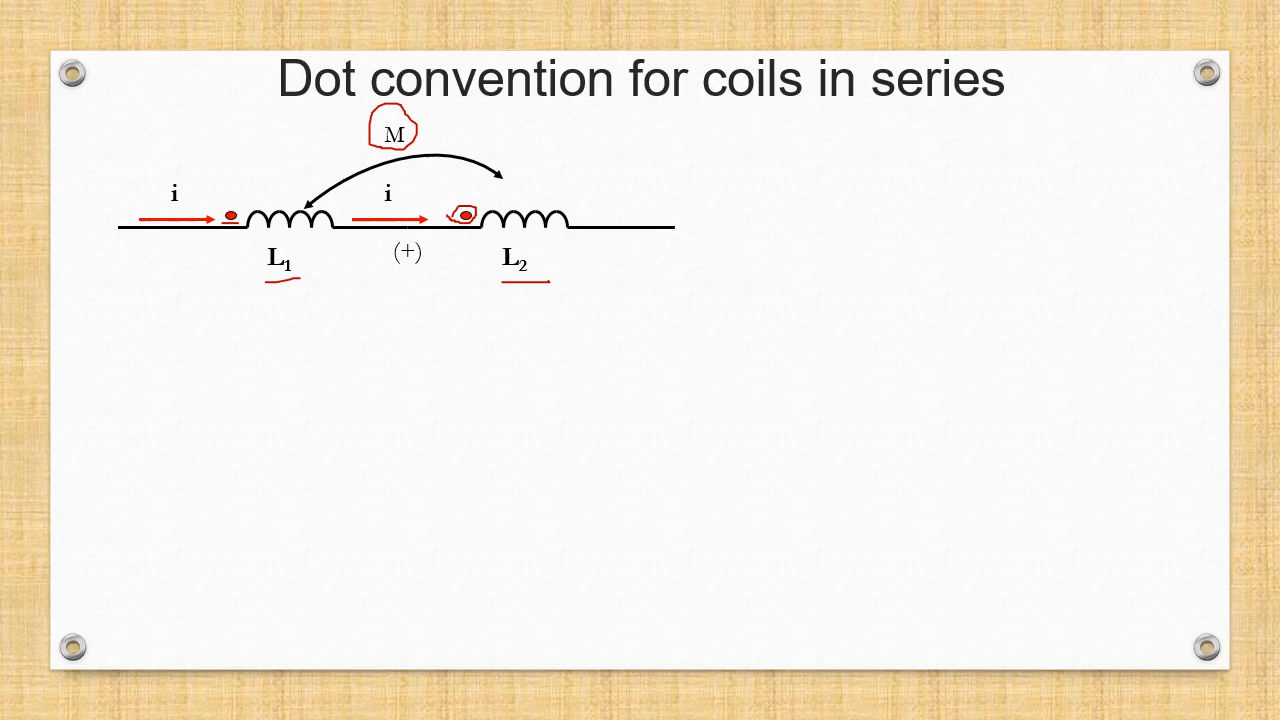 Dot convention for coils in series
M
i i
L₁ (+) L₂